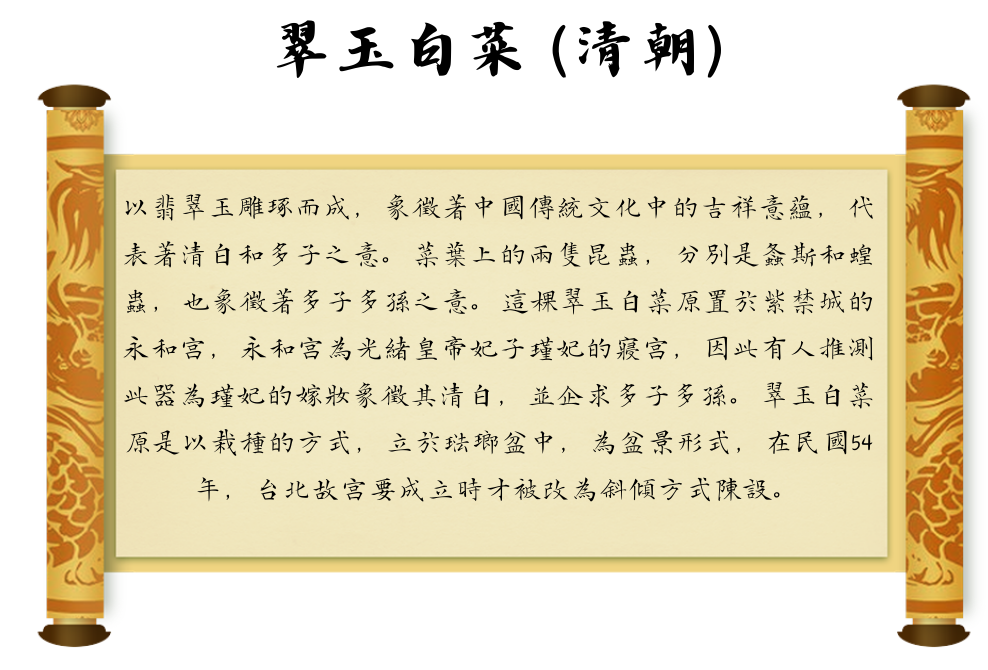 翠玉白菜 (清朝)
以翡翠玉雕琢而成，象徵著中國傳統文化中的吉祥意蘊，代
表著清白和多子之意。菜葉上的兩隻昆蟲，分別是螽斯和蝗
蟲，也象徵著多子多孫之意。這棵翠玉白菜原置於紫禁城的
永和宮，永和宮為光緒皇帝妃子瑾妃的寢宮，因此有人推測
此器為瑾妃的嫁妝象徵其清白，並企求多子多孫。翠玉白菜
原是以栽種的方式，立於琺瑯盆中，為盆景形式，在民國54
年，台北故宮要成立時才被改為斜傾方式陳設。